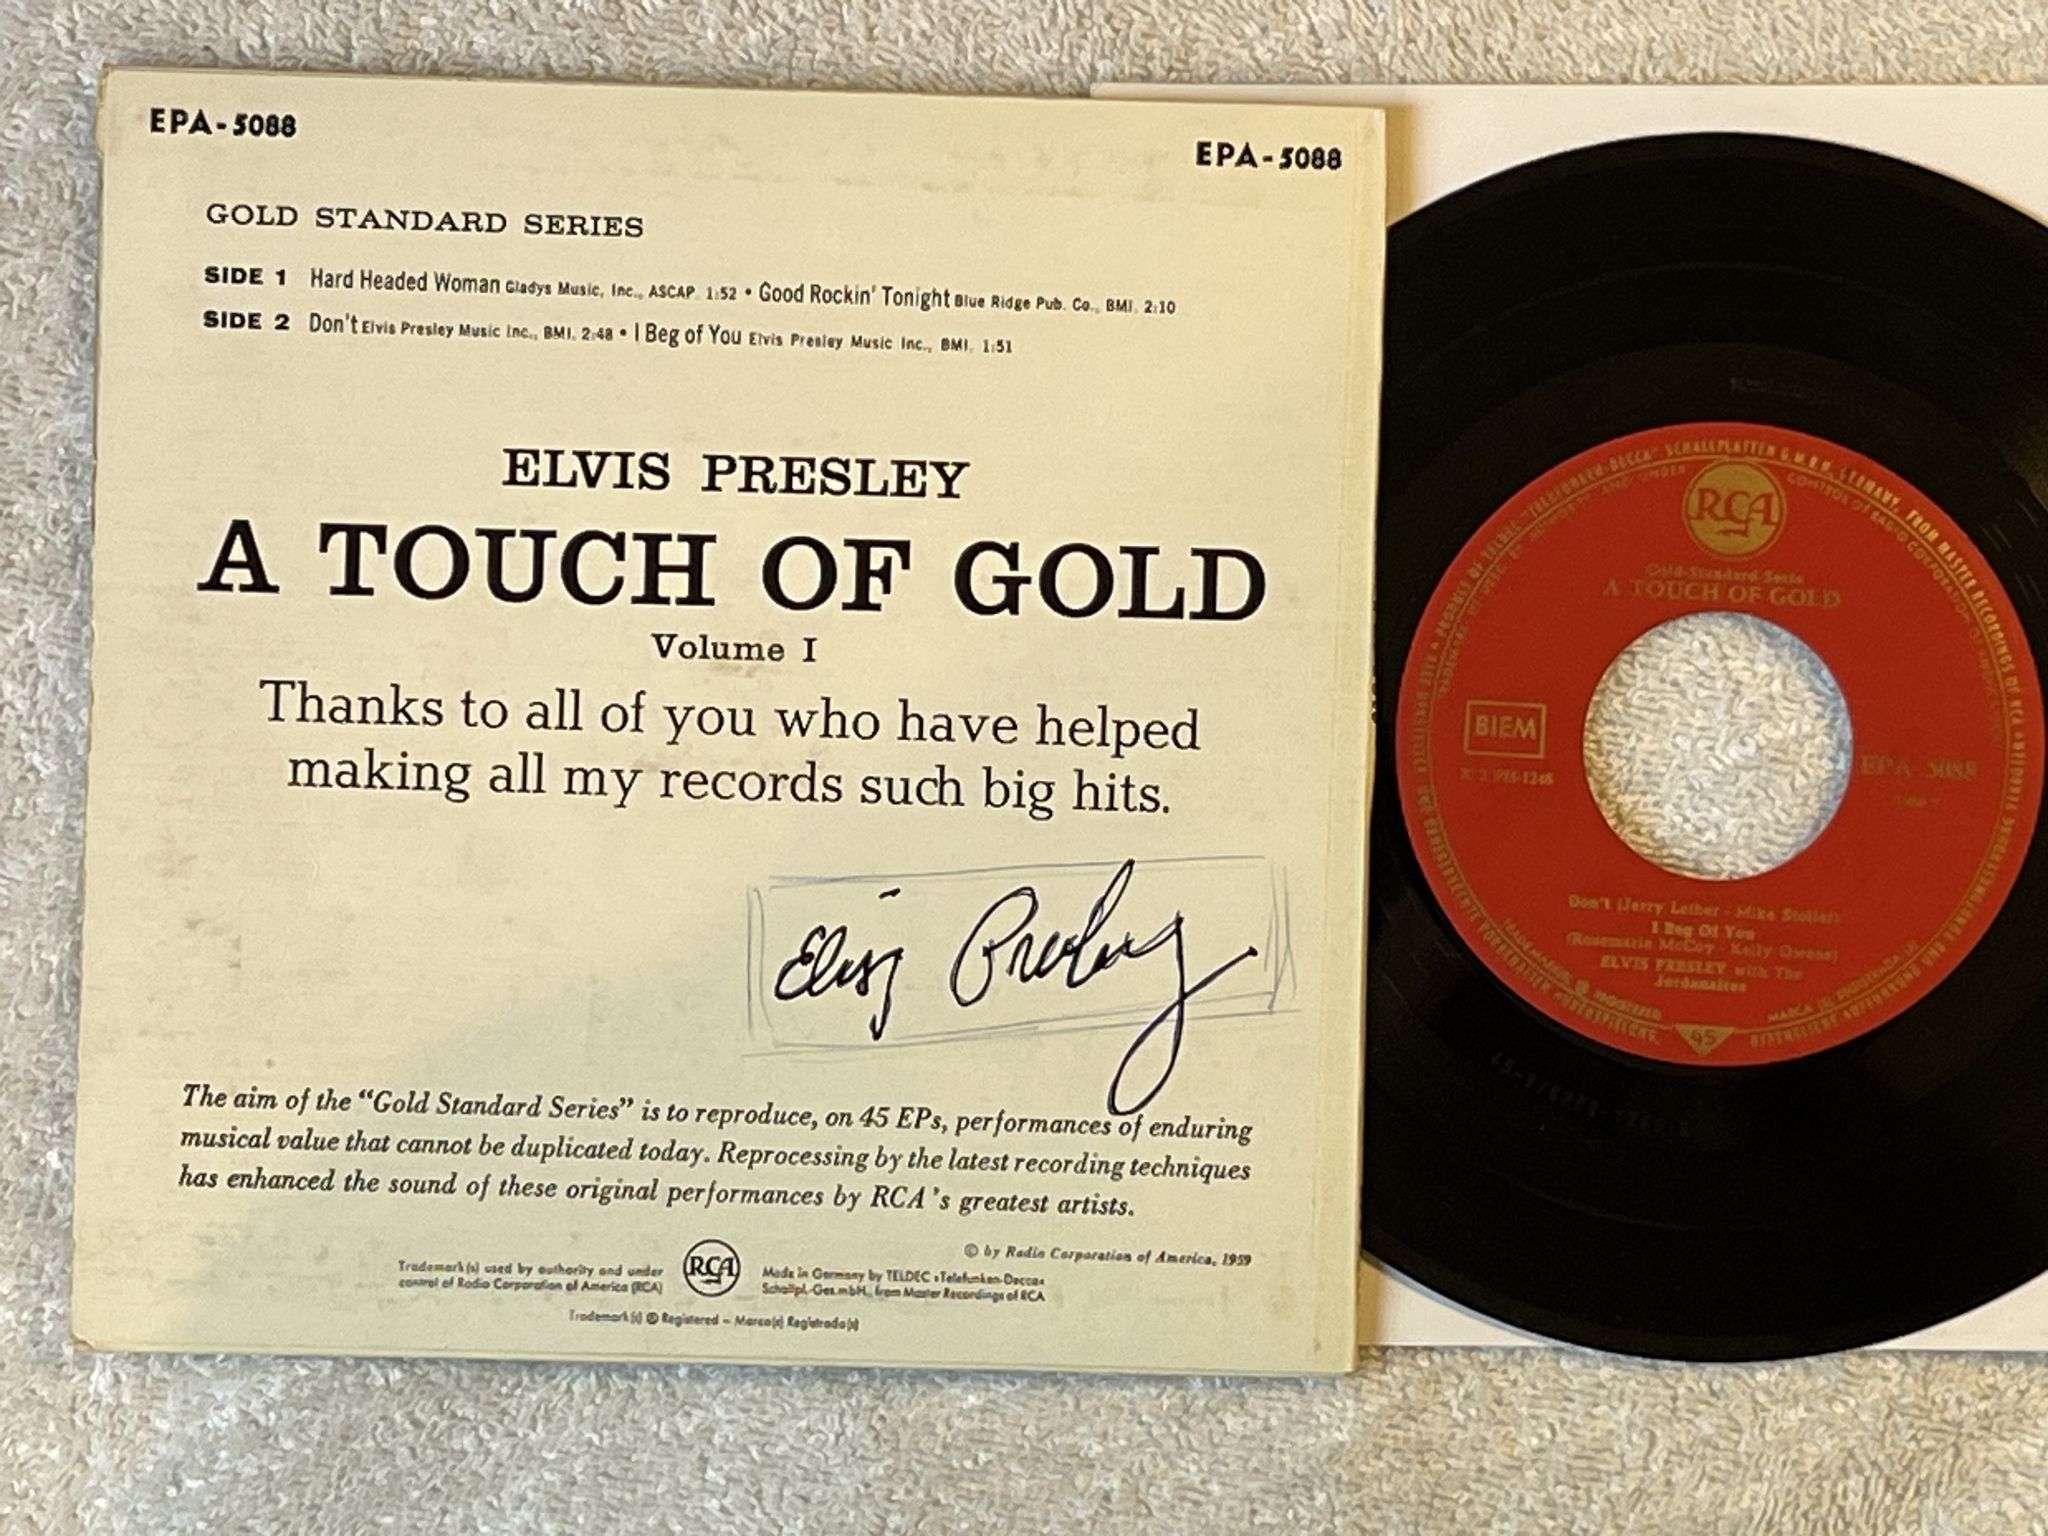 EPA-5088
EPA-5088
GOLD STANDARD SERIES
SIDE 1 Hard Headed Woman Gladys Music, Inc., ASCAP. 1:52 • Good Rockin' Tonight Blue Ridge Pub. Co., BMI. 2:10
SIDE 2 Don't Elvis Presley Music Inc., BMI. 2:48 • I Beg of You Elvis Presley Music Inc., BMI. 1:51
ELVIS PRESLEY
A TOUCH OF GOLD
Volume I
Thanks to all of you who have helped
making all my records such big hits.
Elvis Presley
The aim of the “Gold Standard Series” is to reproduce, on 45 EPs, performances of enduring
musical value that cannot be duplicated today. Reprocessing by the latest recording techniques
has enhanced the sound of these original performances by RCA's greatest artists.
© by Radio Corporation of America, 1959
Trademark(s) used by authority and under
control of Radio Corporation of America (RCA)
RCA
Made in Germany by TELDEC »Telefunken-Decca«
Schallpl.-Ges.mbH., from Master Recordings of RCA
Trademark(s) ® Registered – Marca(s) Registrada(s)
RCA
Gold-Standard-Serie
A TOUCH OF GOLD
BIEM
EPA 5088
Don't (Jerry Leiber - Mike Stoller)
I Beg Of You
(Rosemarie McCoy - Kelly Owens)
ELVIS PRESLEY with The
Jordanaires
45